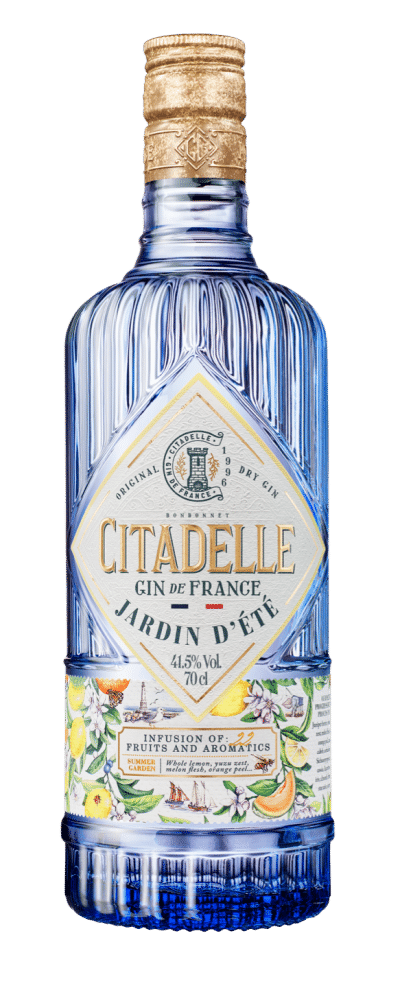 CITADELLE
GIN DE FRANCE
ORIGINAL 1996 DRY GIN
BONBONNET
CITADELLE
GIN DE FRANCE
JARDIN D'ÉTÉ
41.5% Vol.
70 cl
INFUSION OF: 22
FRUITS AND AROMATICS
SUMMER GARDEN
Whole lemon, yuzu zest,
melon flesh, orange peel...